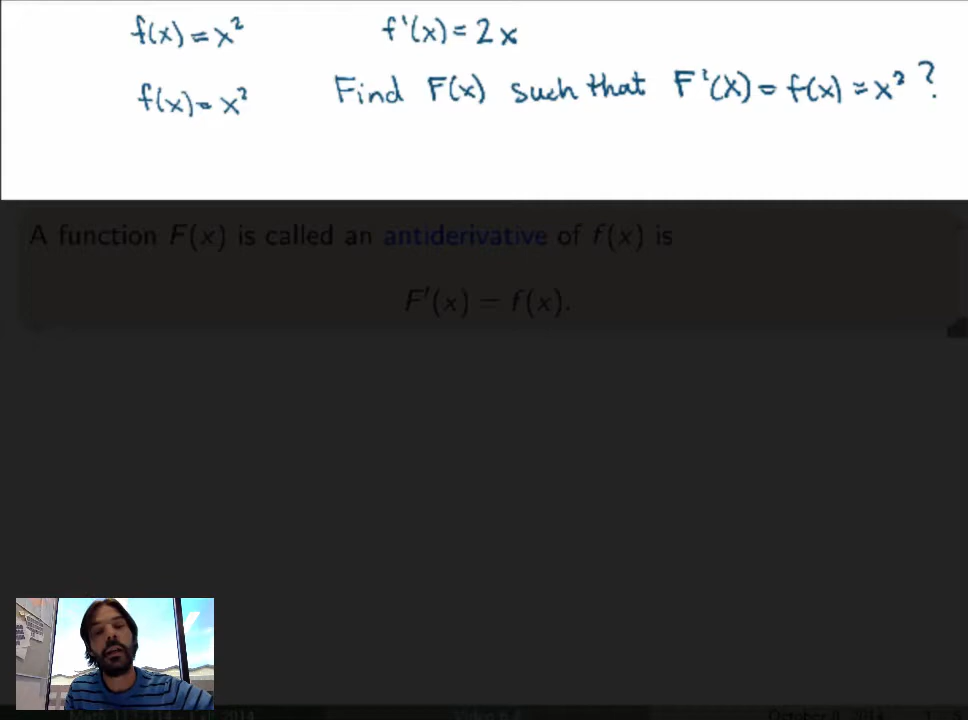 f(x) = x² f'(x) = 2x
f(x) = x² Find F(x) such that F'(X) = f(x) = x² ?
A function F(x) is called an antiderivative of f(x) is
F′(x) = f(x).